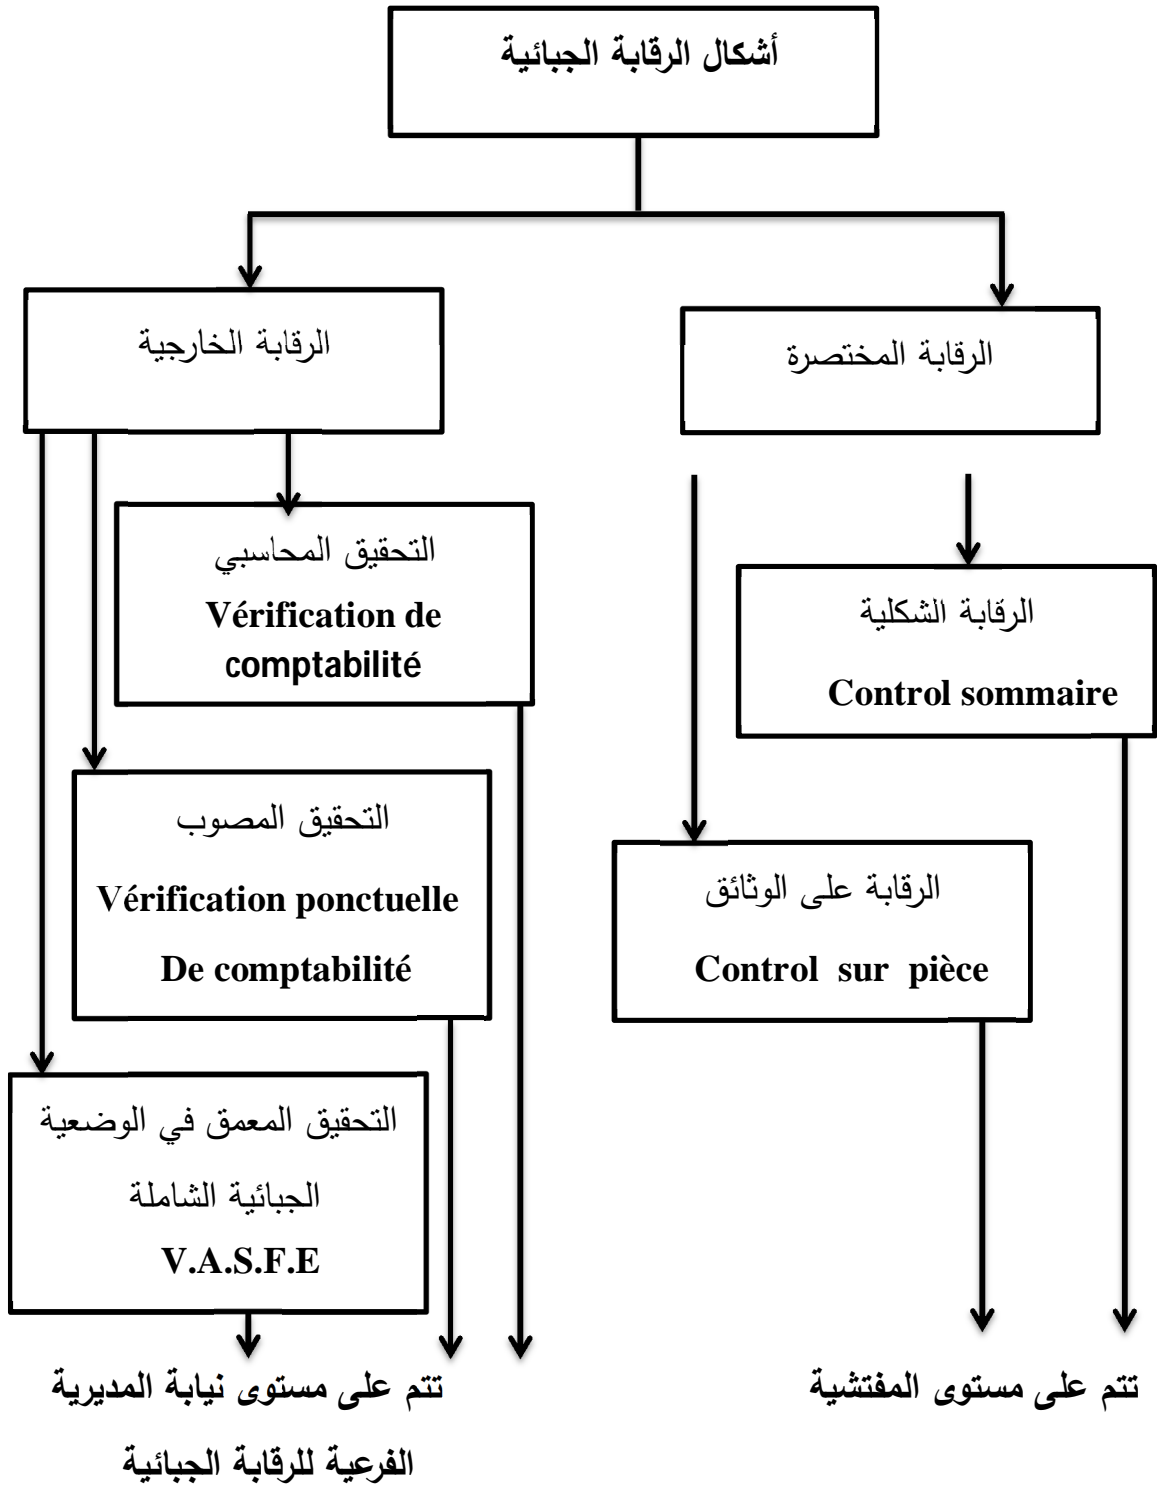 أشكال الرقابة الجبائية
الرقابة المختصرة
الرقابة الخارجية
الرقابة الشكلية
Control sommaire
الرقابة على الوثائق
Control sur pièce
التحقيق المحاسبي
Vérification de
comptabilité
التحقيق المصوب
Vérification ponctuelle
De comptabilité
التحقيق المعمق في الوضعية
الجبائية الشاملة
V.A.S.F.E
تتم على مستوى المفتشية
تتم على مستوى نيابة المديرية
الفرعية للرقابة الجبائية